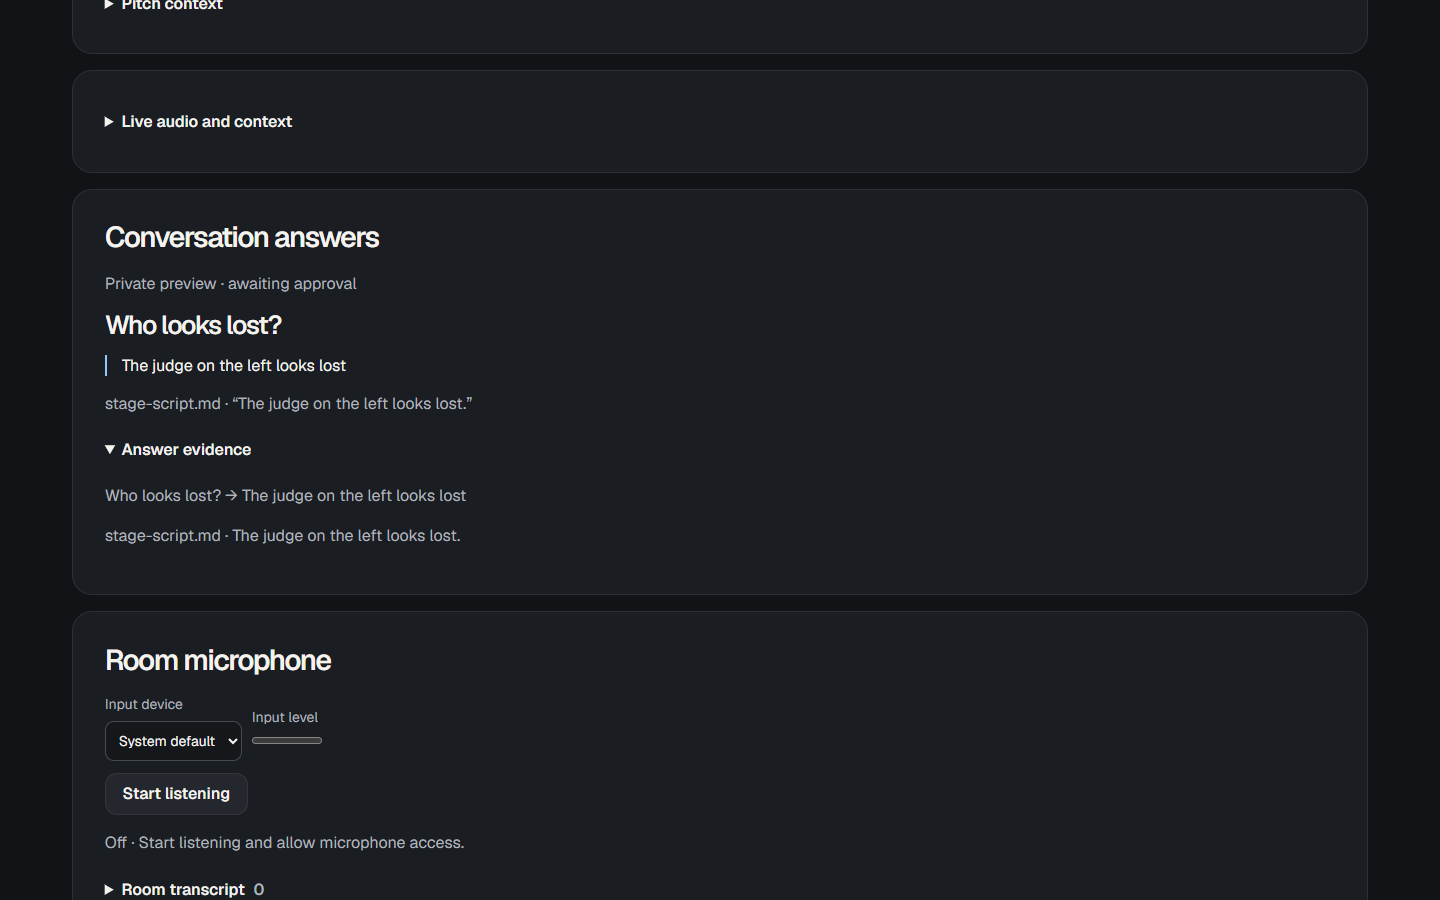 Pitch context
Live audio and context
Conversation answers
Private preview · awaiting approval
Who looks lost?
The judge on the left looks lost
stage-script.md · “The judge on the left looks lost.”
Answer evidence
Who looks lost? → The judge on the left looks lost
stage-script.md · The judge on the left looks lost.
Room microphone
Input device
Input level
System default
Start listening
Off · Start listening and allow microphone access.
Room transcript 0